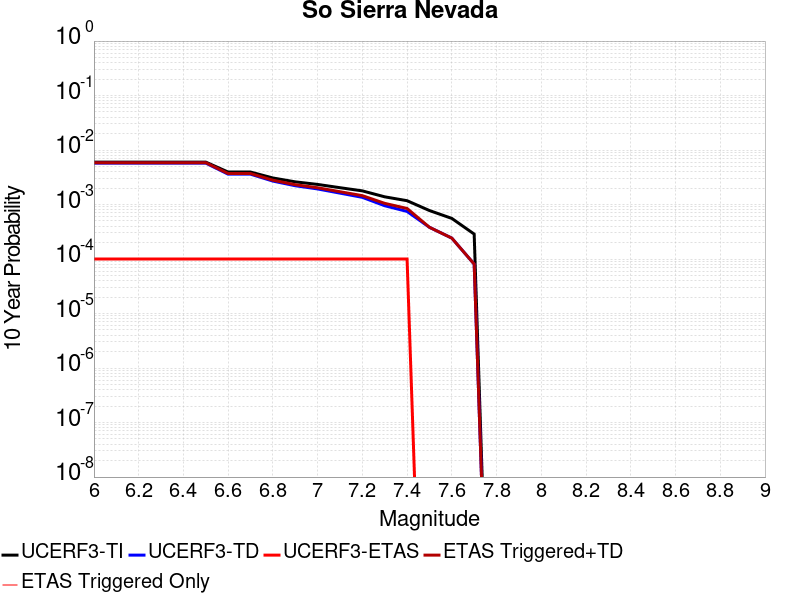 So Sierra Nevada
10^0
10^-1
10^-2
10^-3
10^-4
10^-5
10^-6
10^-7
10^-8
10 Year Probability
6 6.2 6.4 6.6 6.8 7 7.2 7.4 7.6 7.8 8 8.2 8.4 8.6 8.8 9
Magnitude
UCERF3-TI UCERF3-TD UCERF3-ETAS ETAS Triggered+TD
ETAS Triggered Only